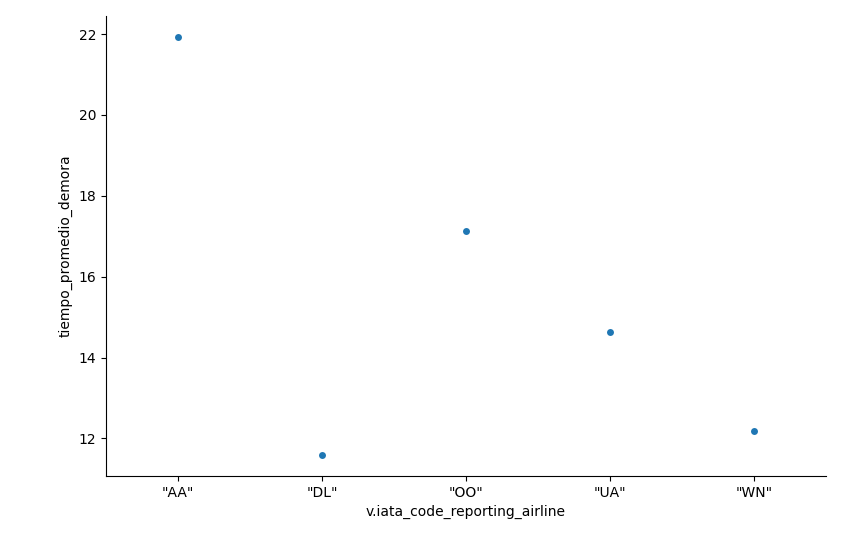 22
20
18
16
14
12
tiempo_promedio_demora
"AA" "DL" "OO" "UA" "WN"
v.iata_code_reporting_airline